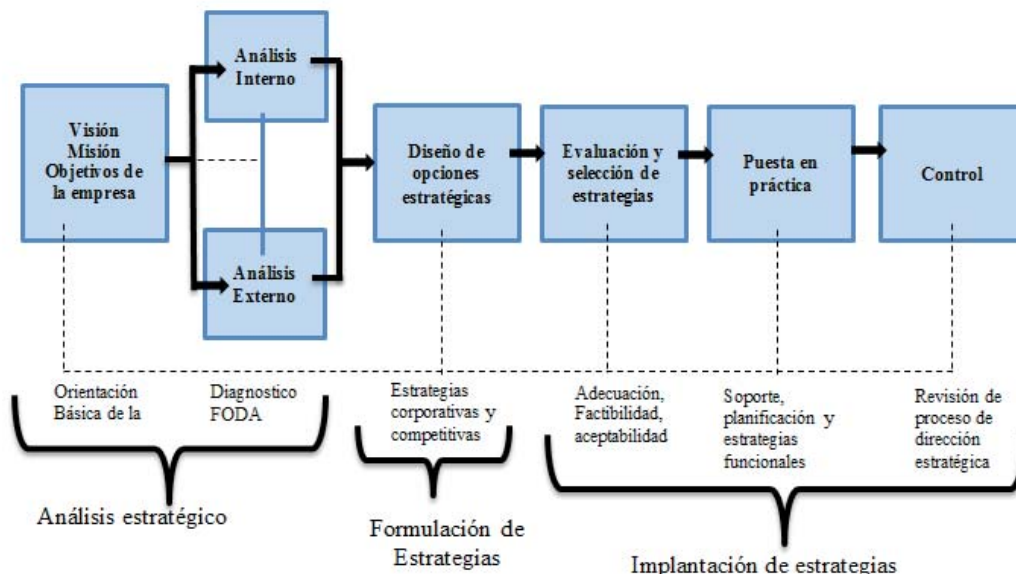 Visión
Misión
Objetivos de
la empresa
Análisis
Interno
Análisis
Externo
Diseño de
opciones
estratégicas
Evaluación y
selección de
estrategias
Puesta en
práctica
Control
Orientación
Básica de la
Diagnostico
FODA
Estrategias
corporativas y
competitivas
Adecuación,
Factibilidad,
aceptabilidad
Soporte,
planificación y
estrategias
funcionales
Revisión de
proceso de
dirección
estratégica
Análisis estratégico
Formulación de
Estrategias
Implantación de estrategias